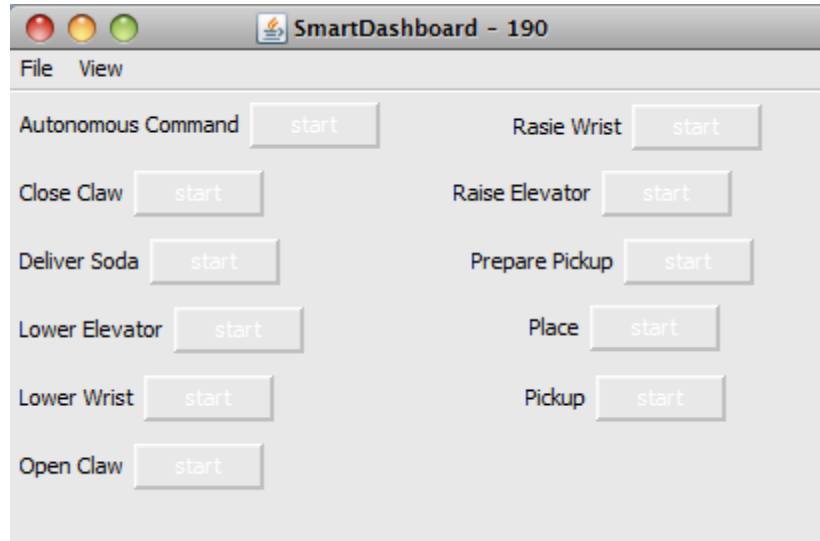 SmartDashboard - 190
File View
Autonomous Command start
Rasie Wrist start
Close Claw start
Raise Elevator start
Deliver Soda start
Prepare Pickup start
Lower Elevator start
Place start
Lower Wrist start
Pickup start
Open Claw start